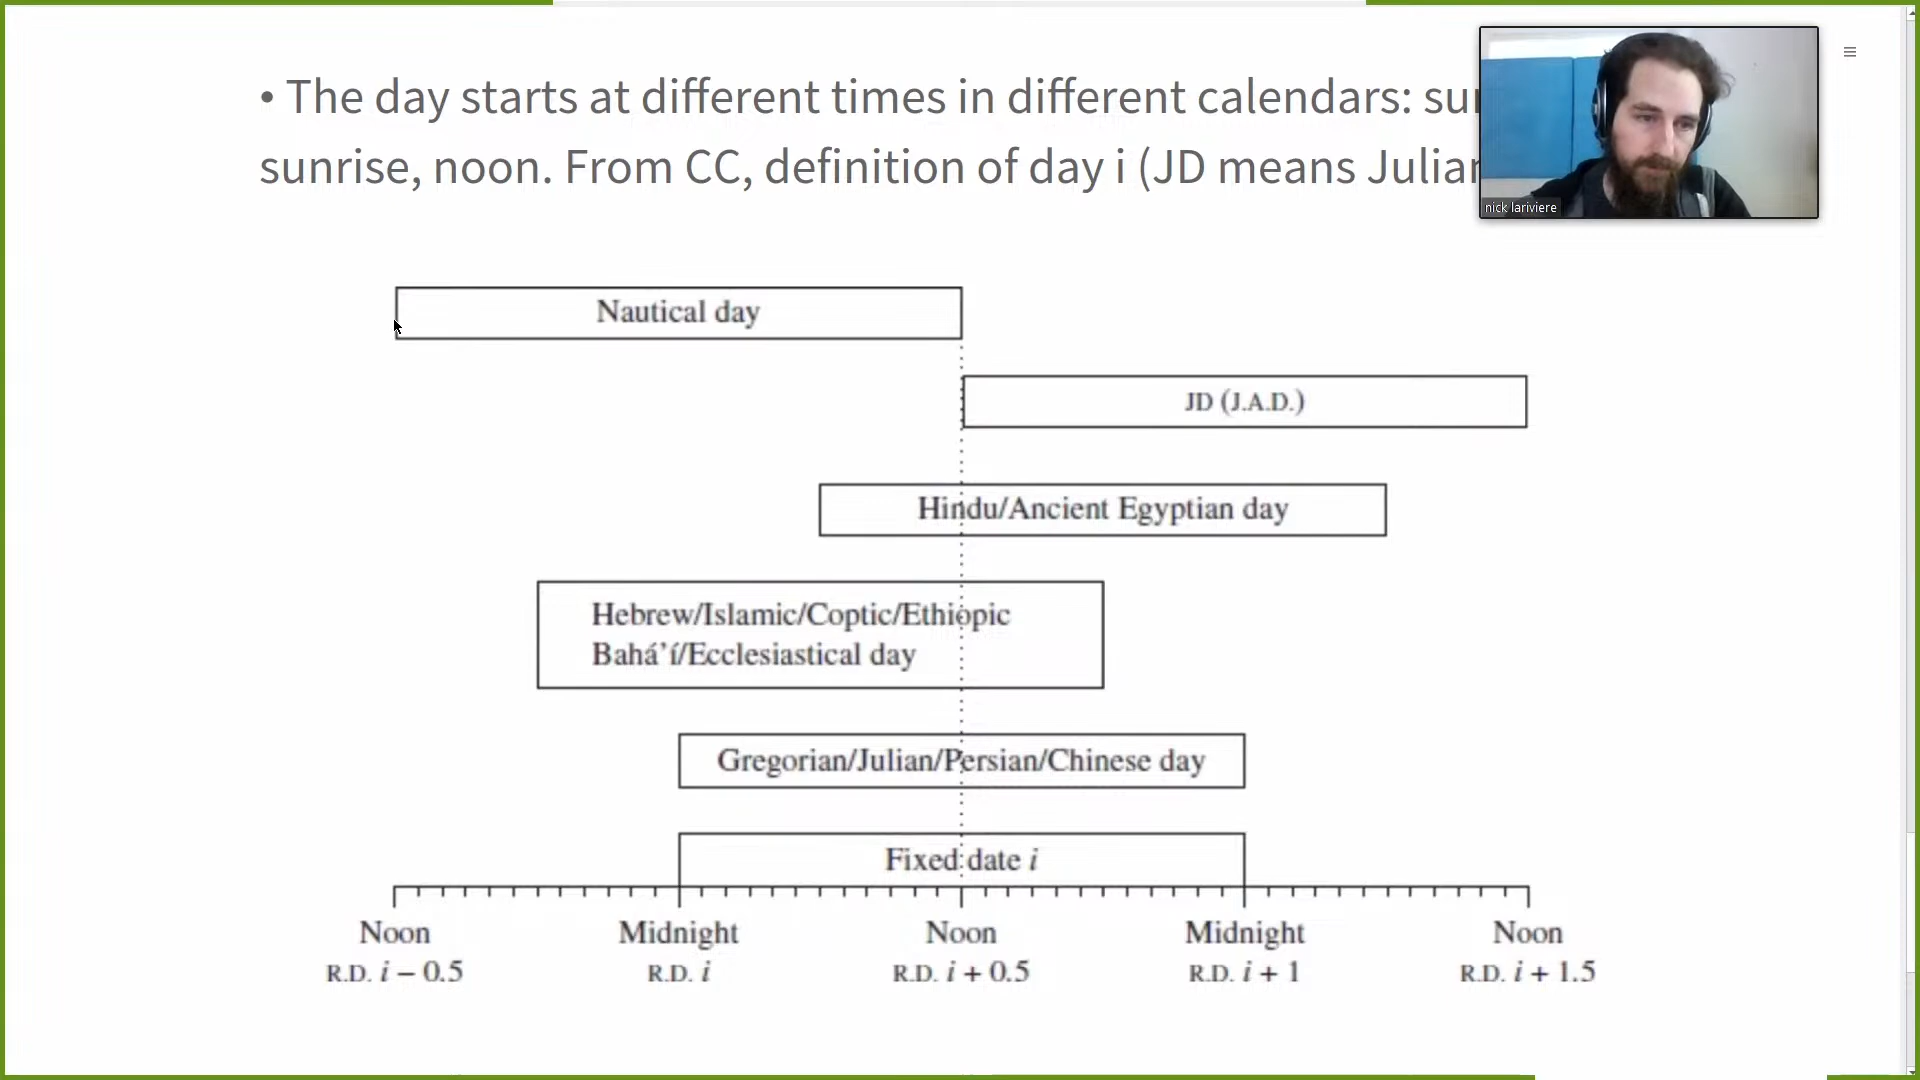 • The day starts at different times in different calendars:
sunrise, noon. From CC, definition of day i (JD means
nick lariviere
Nautical day
JD (J.A.D.)
Hindu/Ancient Egyptian day
Hebrew/Islamic/Coptic/Ethiopic
Bahá’í/Ecclesiastical day
Gregorian/Julian/Persian/Chinese day
Fixed date i
Noon Midnight Noon Midnight Noon
R.D. i – 0.5 R.D. i R.D. i + 0.5 R.D. i + 1 R.D. i + 1.5